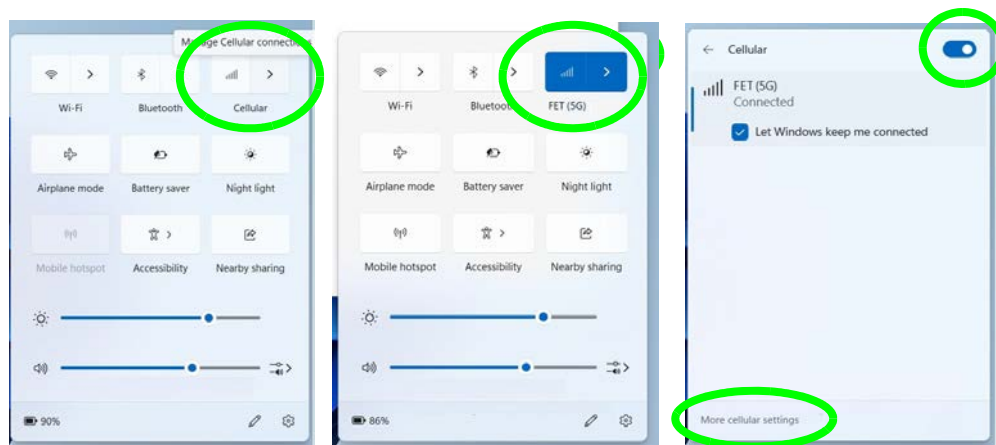 Manage Cellular connections
Wi-Fi
Bluetooth
Cellular
Airplane mode
Battery saver
Night light
Mobile hotspot
Accessibility
Nearby sharing
90%
Wi-Fi
Bluetooth
FET (5G)
Airplane mode
Battery saver
Night light
Mobile hotspot
Accessibility
Nearby sharing
86%
Cellular
FET (5G)
Connected
Let Windows keep me connected
More cellular settings